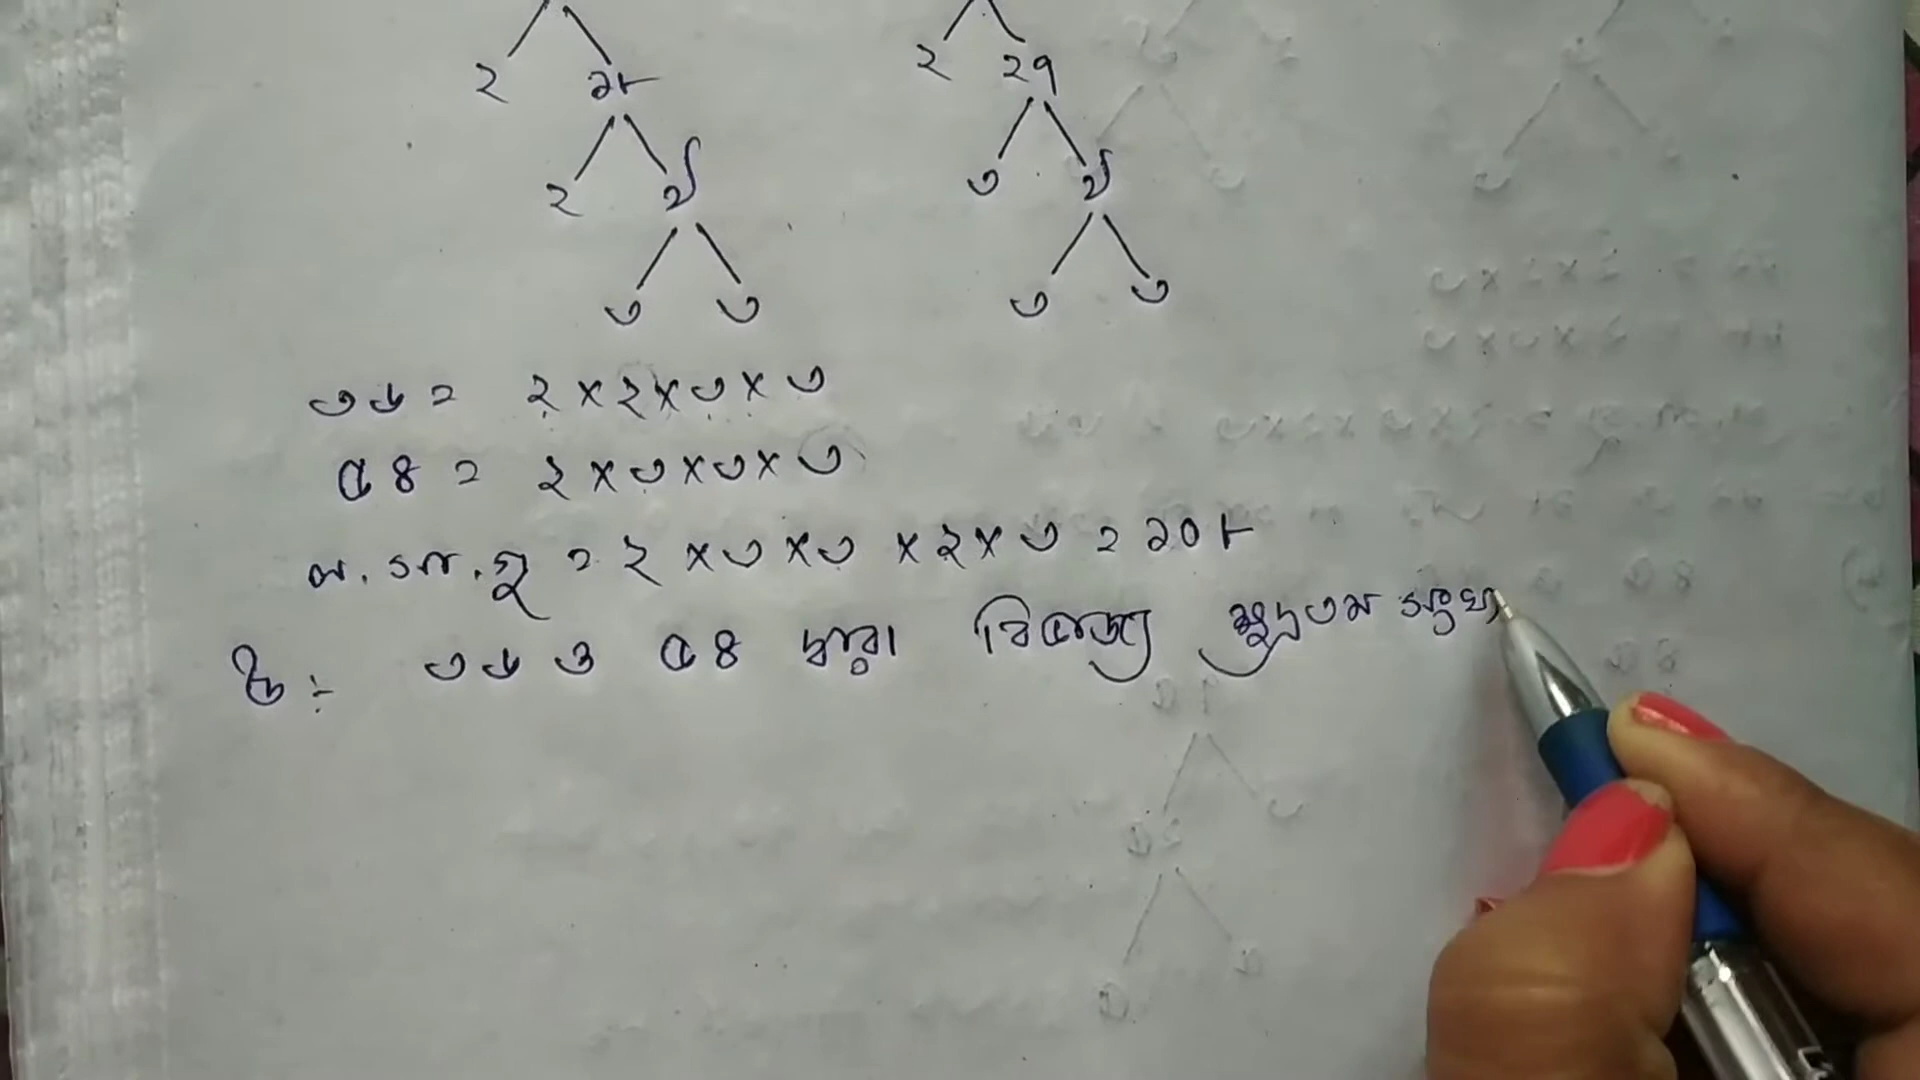 ২ ১৮ ২ ২৭
২ ৯ ৩ ৯
৩ ৩ ৩ ৩
৩৬ = ২ × ২ × ৩ × ৩
৫৪ = ২ × ৩ × ৩ × ৩
ল. সা. গু = ২ × ৩ × ৩ × ২ × ৩ = ১০৮
উঃ ৩৬ ও ৫৪ দ্বারা বিভাজ্য ক্ষুদ্রতম সংখ্যা